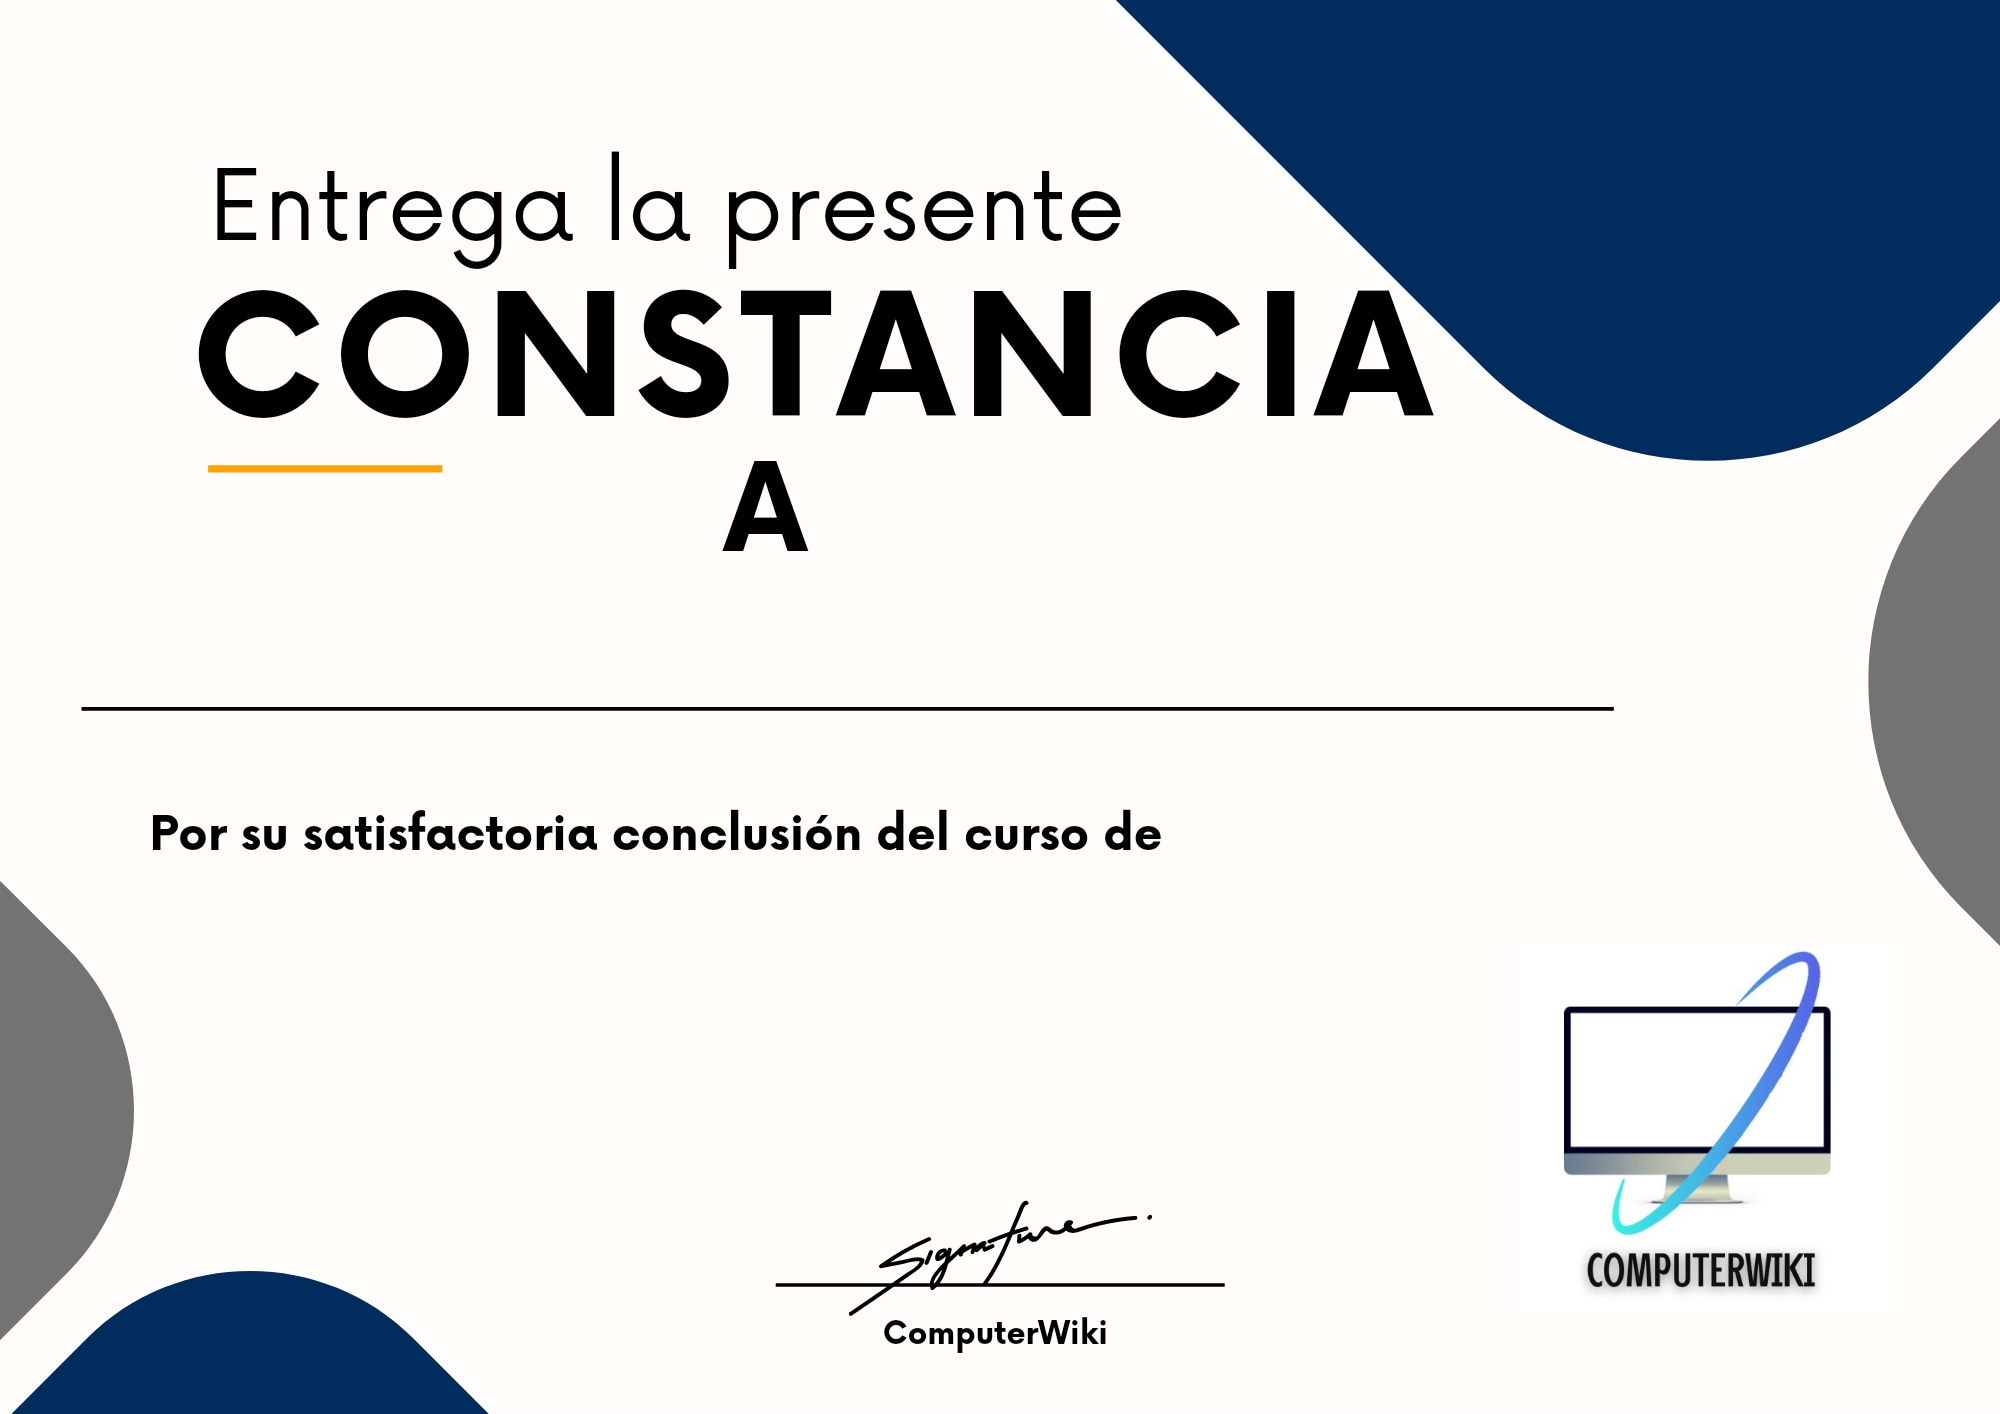 Entrega la presente
CONSTANCIA
A
Por su satisfactoria conclusión del curso de
Signature
ComputerWiki
COMPUTERWIKI